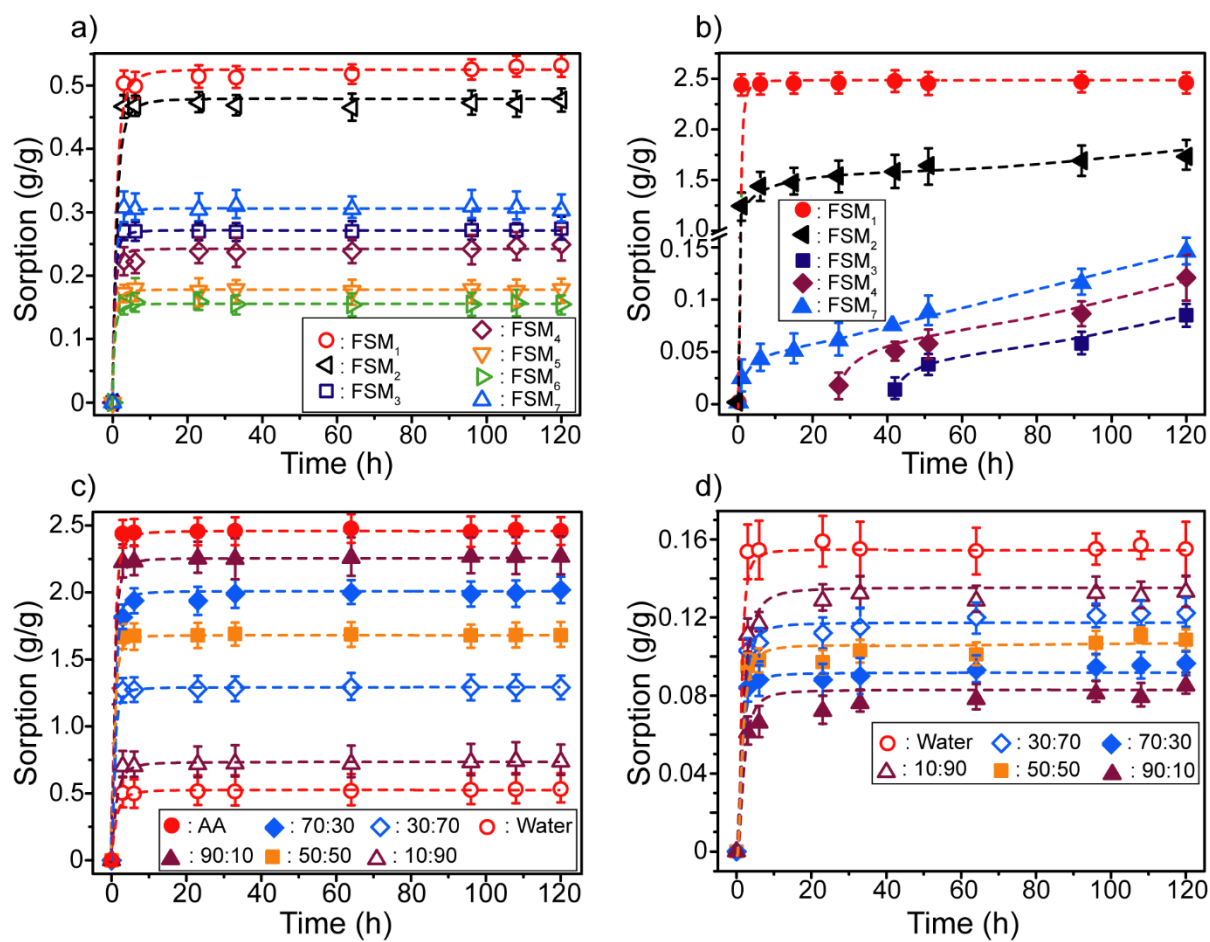 a)
Sorption (g/g)
0.5
0.4
0.3
0.2
0.1
0
: FSM₁
: FSM₂
: FSM₃
: FSM₄
: FSM₅
: FSM₆
: FSM₇
0 20 40 60 80 100 120
Time (h)
b)
Sorption (g/g)
2.5
2.0
1.5
1.0
0.15
0.1
0.05
0
: FSM₁
: FSM₂
: FSM₃
: FSM₄
: FSM₇
0 20 40 60 80 100 120
Time (h)
c)
Sorption (g/g)
2.5
2.0
1.5
1.0
0.5
0
: AA : 70:30 : 30:70 : Water
: 90:10 : 50:50 : 10:90
0 20 40 60 80 100 120
Time (h)
d)
Sorption (g/g)
0.16
0.12
0.08
0.04
0
: Water : 30:70 : 70:30
: 10:90 : 50:50 : 90:10
0 20 40 60 80 100 120
Time (h)